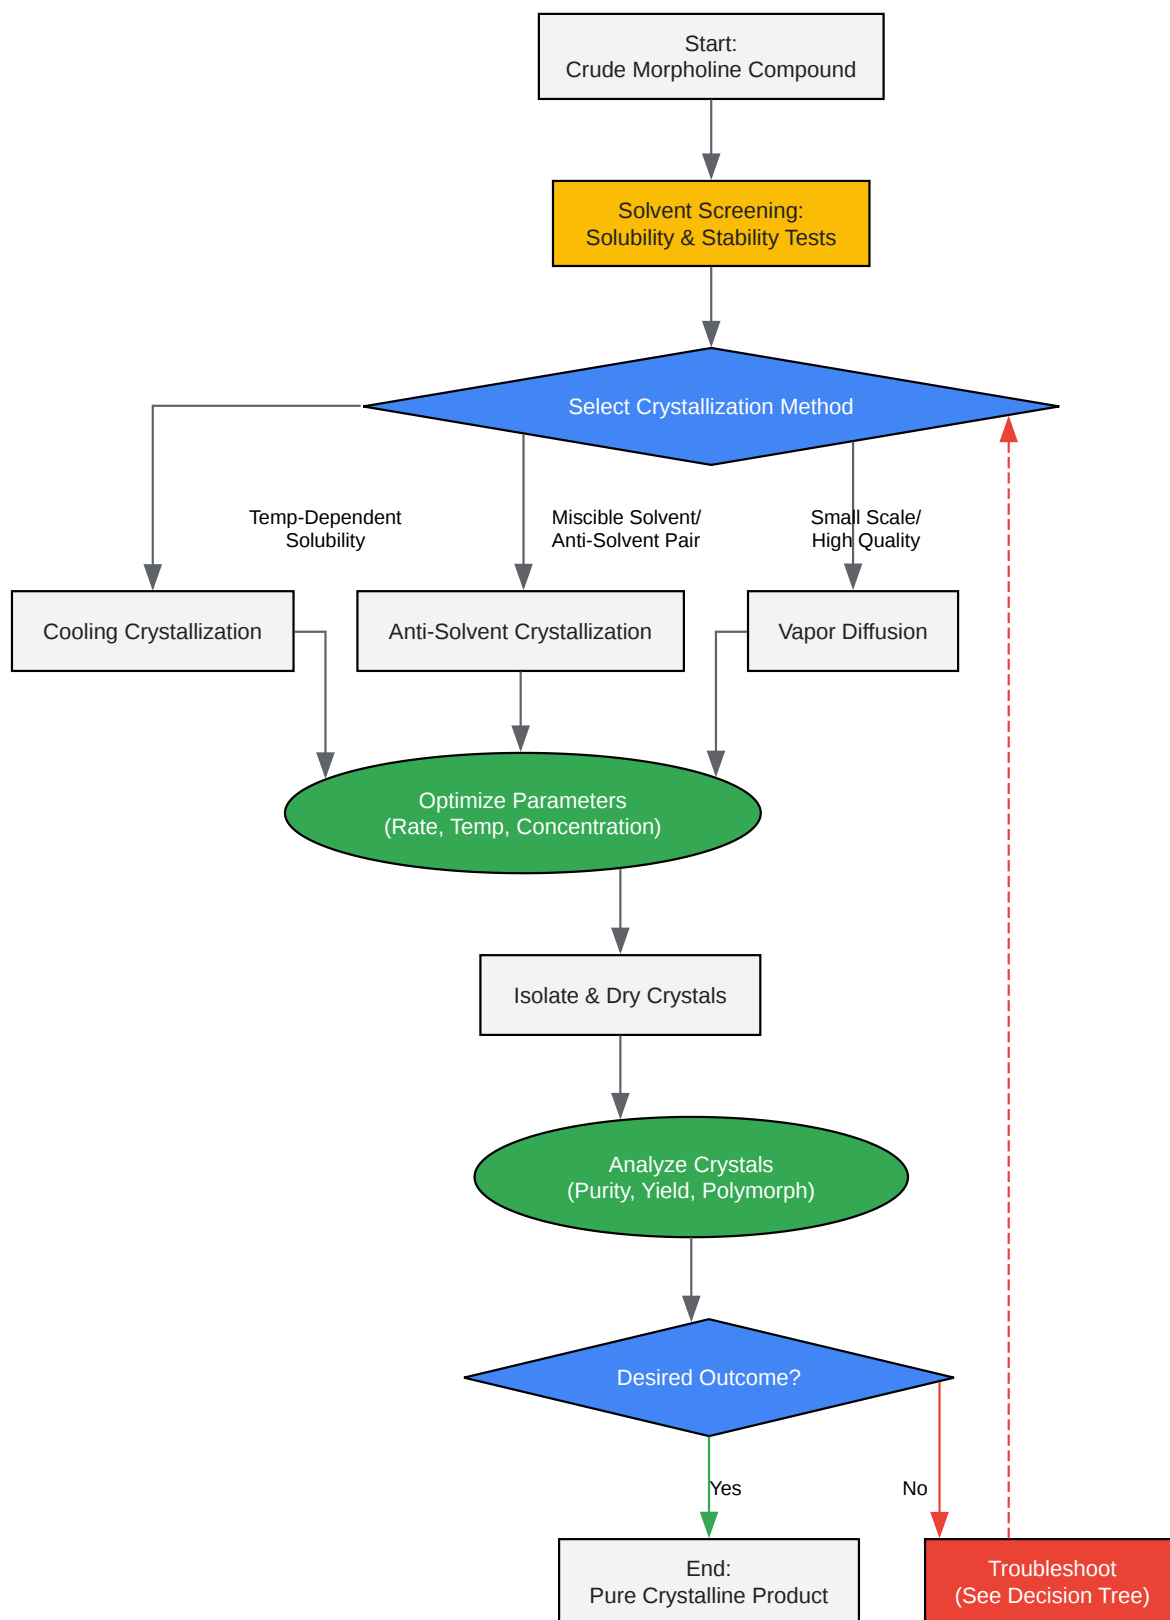 Start:
Crude Morpholine Compound
Solvent Screening:
Solubility & Stability Tests
Select Crystallization Method
Temp-Dependent
Solubility
Miscible Solvent/
Anti-Solvent Pair
Small Scale/
High Quality
Cooling Crystallization
Anti-Solvent Crystallization
Vapor Diffusion
Optimize Parameters
(Rate, Temp, Concentration)
Isolate & Dry Crystals
Analyze Crystals
(Purity, Yield, Polymorph)
Desired Outcome?
Yes
No
End:
Pure Crystalline Product
Troubleshoot
(See Decision Tree)